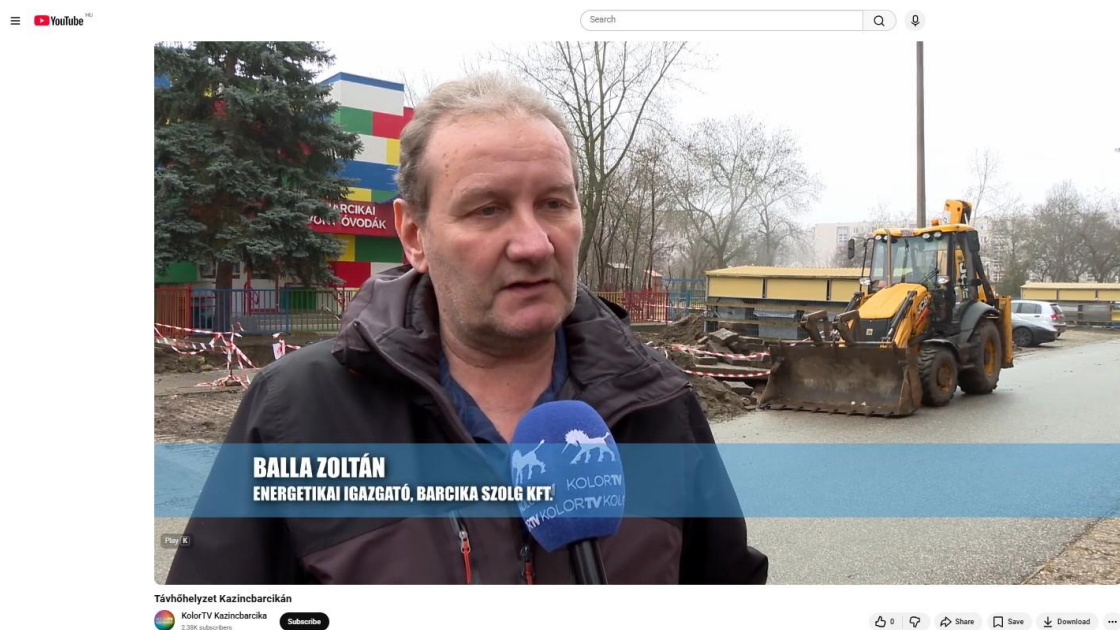 YouTube HU
Search
BARCIKAI
ÓVODÁK
BALLA ZOLTÁN
ENERGETIKAI IGAZGATÓ, BARCIKA SZOLG KFT.
KOLORTV
KOLORTV
Play K
Távhőhelyzet Kazincbarcikán
KolorTV Kazincbarcika
2.38K subscribers
Subscribe
0
Share
Save
Download